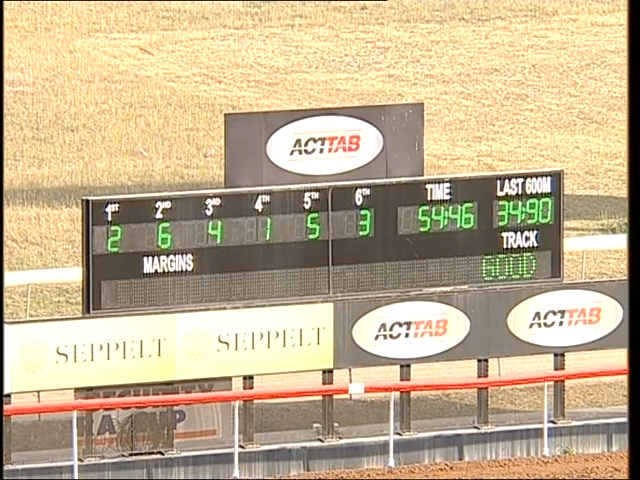 ACTTAB
1ST 2ND 3RD 4TH 5TH 6TH TIME LAST 600M
2 6 4 1 5 3 54:46 34:90
MARGINS TRACK
GOOD
SEPPELT SEPPELT ACTTAB ACTTAB
SECURITY